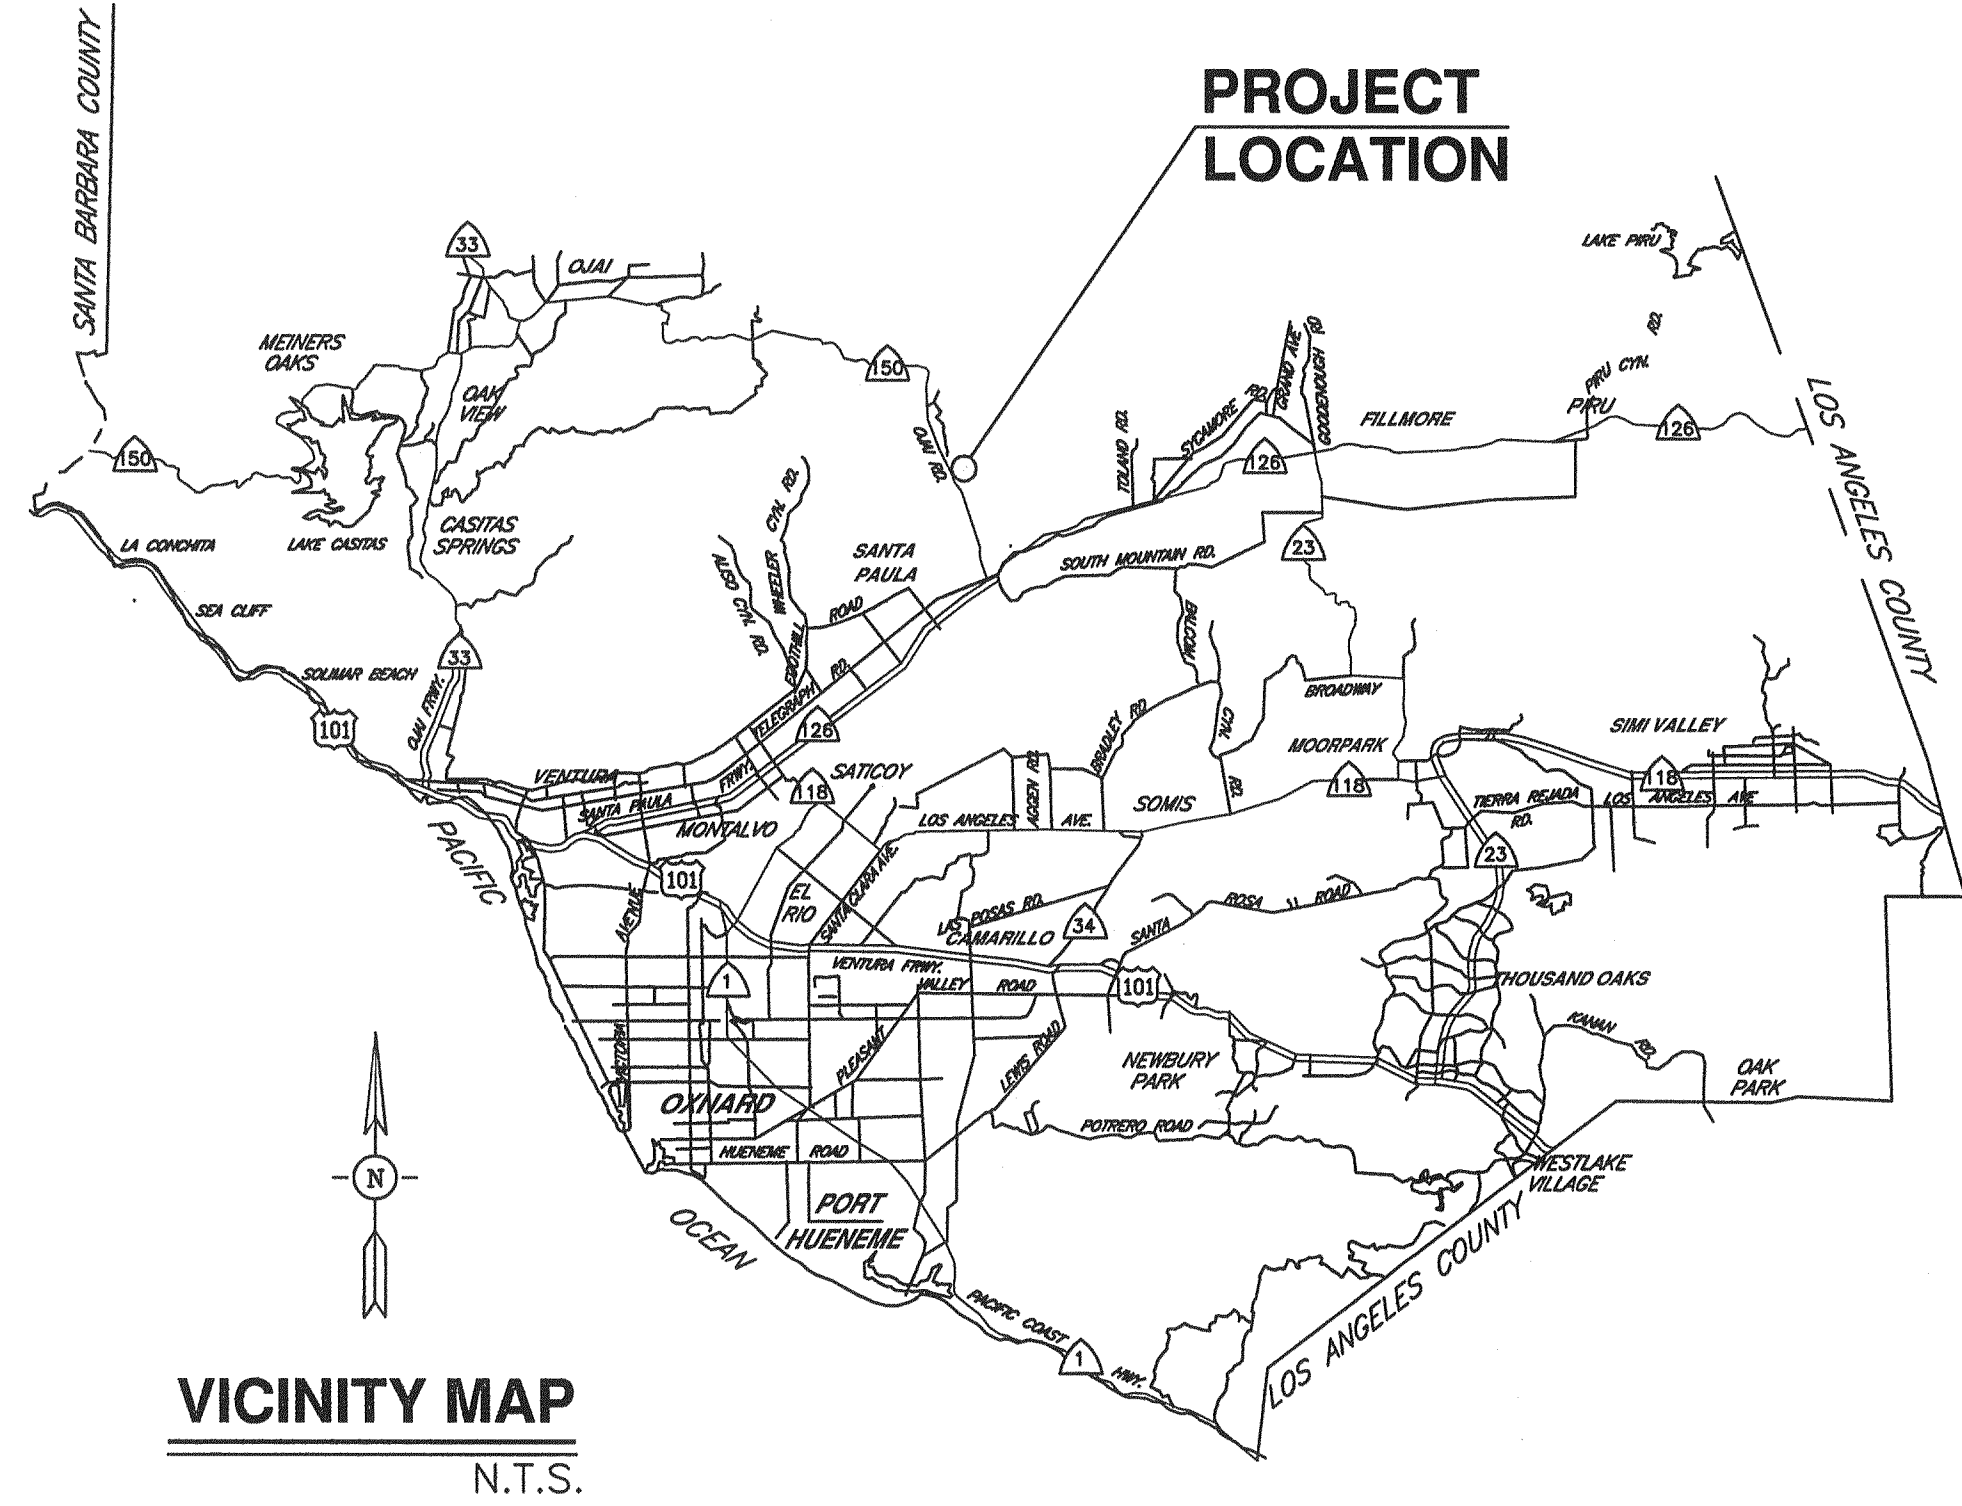 SANTA BARBARA COUNTY
PROJECT
LOCATION
33
OJAI
LAKE PIRU
MEINERS
OAKS
150
OAK
VIEW
OJAI RD.
TOLAND RD.
SYCAMORE RD.
GRAND AVE
GOODENOUGH RD
FILLMORE
126
PIRU CYN. RD.
PIRU
126
LOS ANGELES COUNTY
150
LA CONCHITA
LAKE CASITAS
CASITAS
SPRINGS
SEA CLIFF
SOLIMAR BEACH
ALISO CYN. RD.
WHEELER CYN. RD.
SANTA
PAULA
SOUTH MOUNTAIN RD.
23
FOOTHILL ROAD
BALCOM CYN. RD.
33
OJAI FRWY.
101
TELEGRAPH RD.
126
BRADLEY RD
BROADWAY
MOORPARK
SIMI VALLEY
VENTURA
SANTA PAULA FRWY.
SATICOY
118
MONTALVO
LOS ANGELES AVE.
AGGEN RD.
SOMIS
118
118
TIERRA REJADA
RD.
LOS ANGELES AVE
23
PACIFIC
101
EL
RIO
SANTA CLARA AVE.
LAS POSAS RD.
CAMARILLO
34
SANTA ROSA ROAD
VICTORIA AVENUE
VENTURA FRWY.
1
VALLEY ROAD
101
THOUSAND OAKS
PLEASANT
LEWIS ROAD
NEWBURY
PARK
KANAN RD.
OAK
PARK
OXNARD
POTRERO ROAD
HUENEME ROAD
N
WESTLAKE
VILLAGE
PORT
HUENEME
OCEAN
PACIFIC COAST HWY.
1
LOS ANGELES COUNTY
VICINITY MAP
N.T.S.